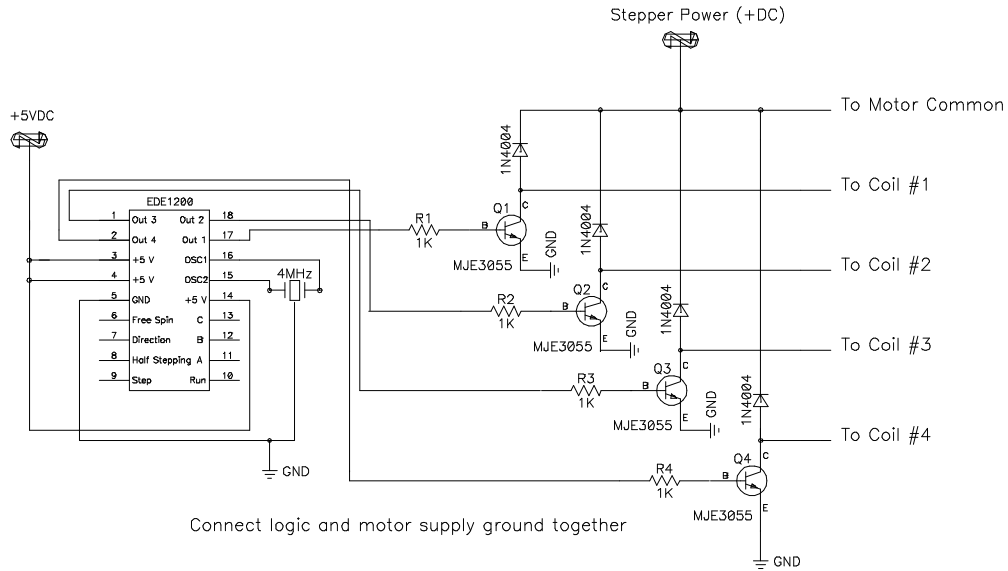 Stepper Power (+DC)
To Motor Common
+5VDC
1N4004
EDE1200
To Coil #1
1 Out 3 Out 2 18
2 Out 4 Out 1 17
3 +5 V OSC1 16
4 +5 V OSC2 15
5 GND +5 V 14
6 Free Spin C 13
7 Direction B 12
8 Half Stepping A 11
9 Step Run 10
4MHz
R1
1K
Q1
B
C
E
MJE3055
GND
1N4004
To Coil #2
R2
1K
Q2
B
C
E
MJE3055
GND
1N4004
To Coil #3
R3
1K
Q3
B
C
E
MJE3055
GND
1N4004
To Coil #4
GND
R4
1K
Q4
B
C
E
MJE3055
GND
Connect logic and motor supply ground together